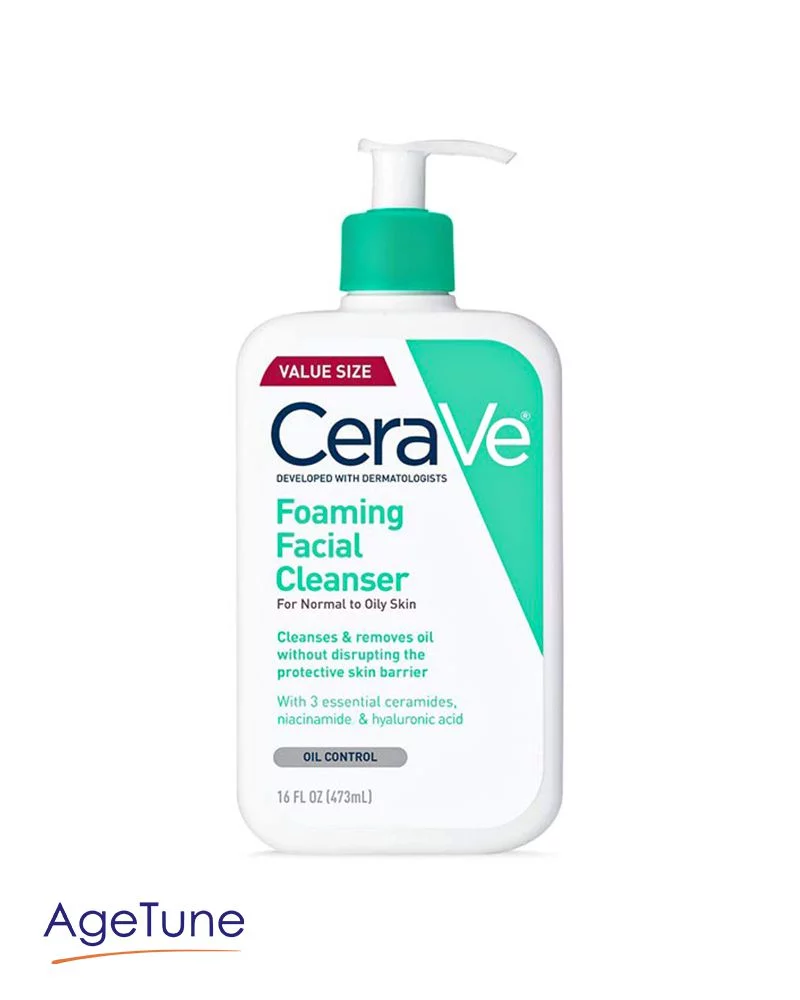 VALUE SIZE
CeraVe®
DEVELOPED WITH DERMATOLOGISTS
Foaming
Facial
Cleanser
For Normal to Oily Skin
Cleanses & removes oil
without disrupting the
protective skin barrier
With 3 essential ceramides,
niacinamide, & hyaluronic acid
OIL CONTROL
16 FL OZ (473mL)
AgeTune